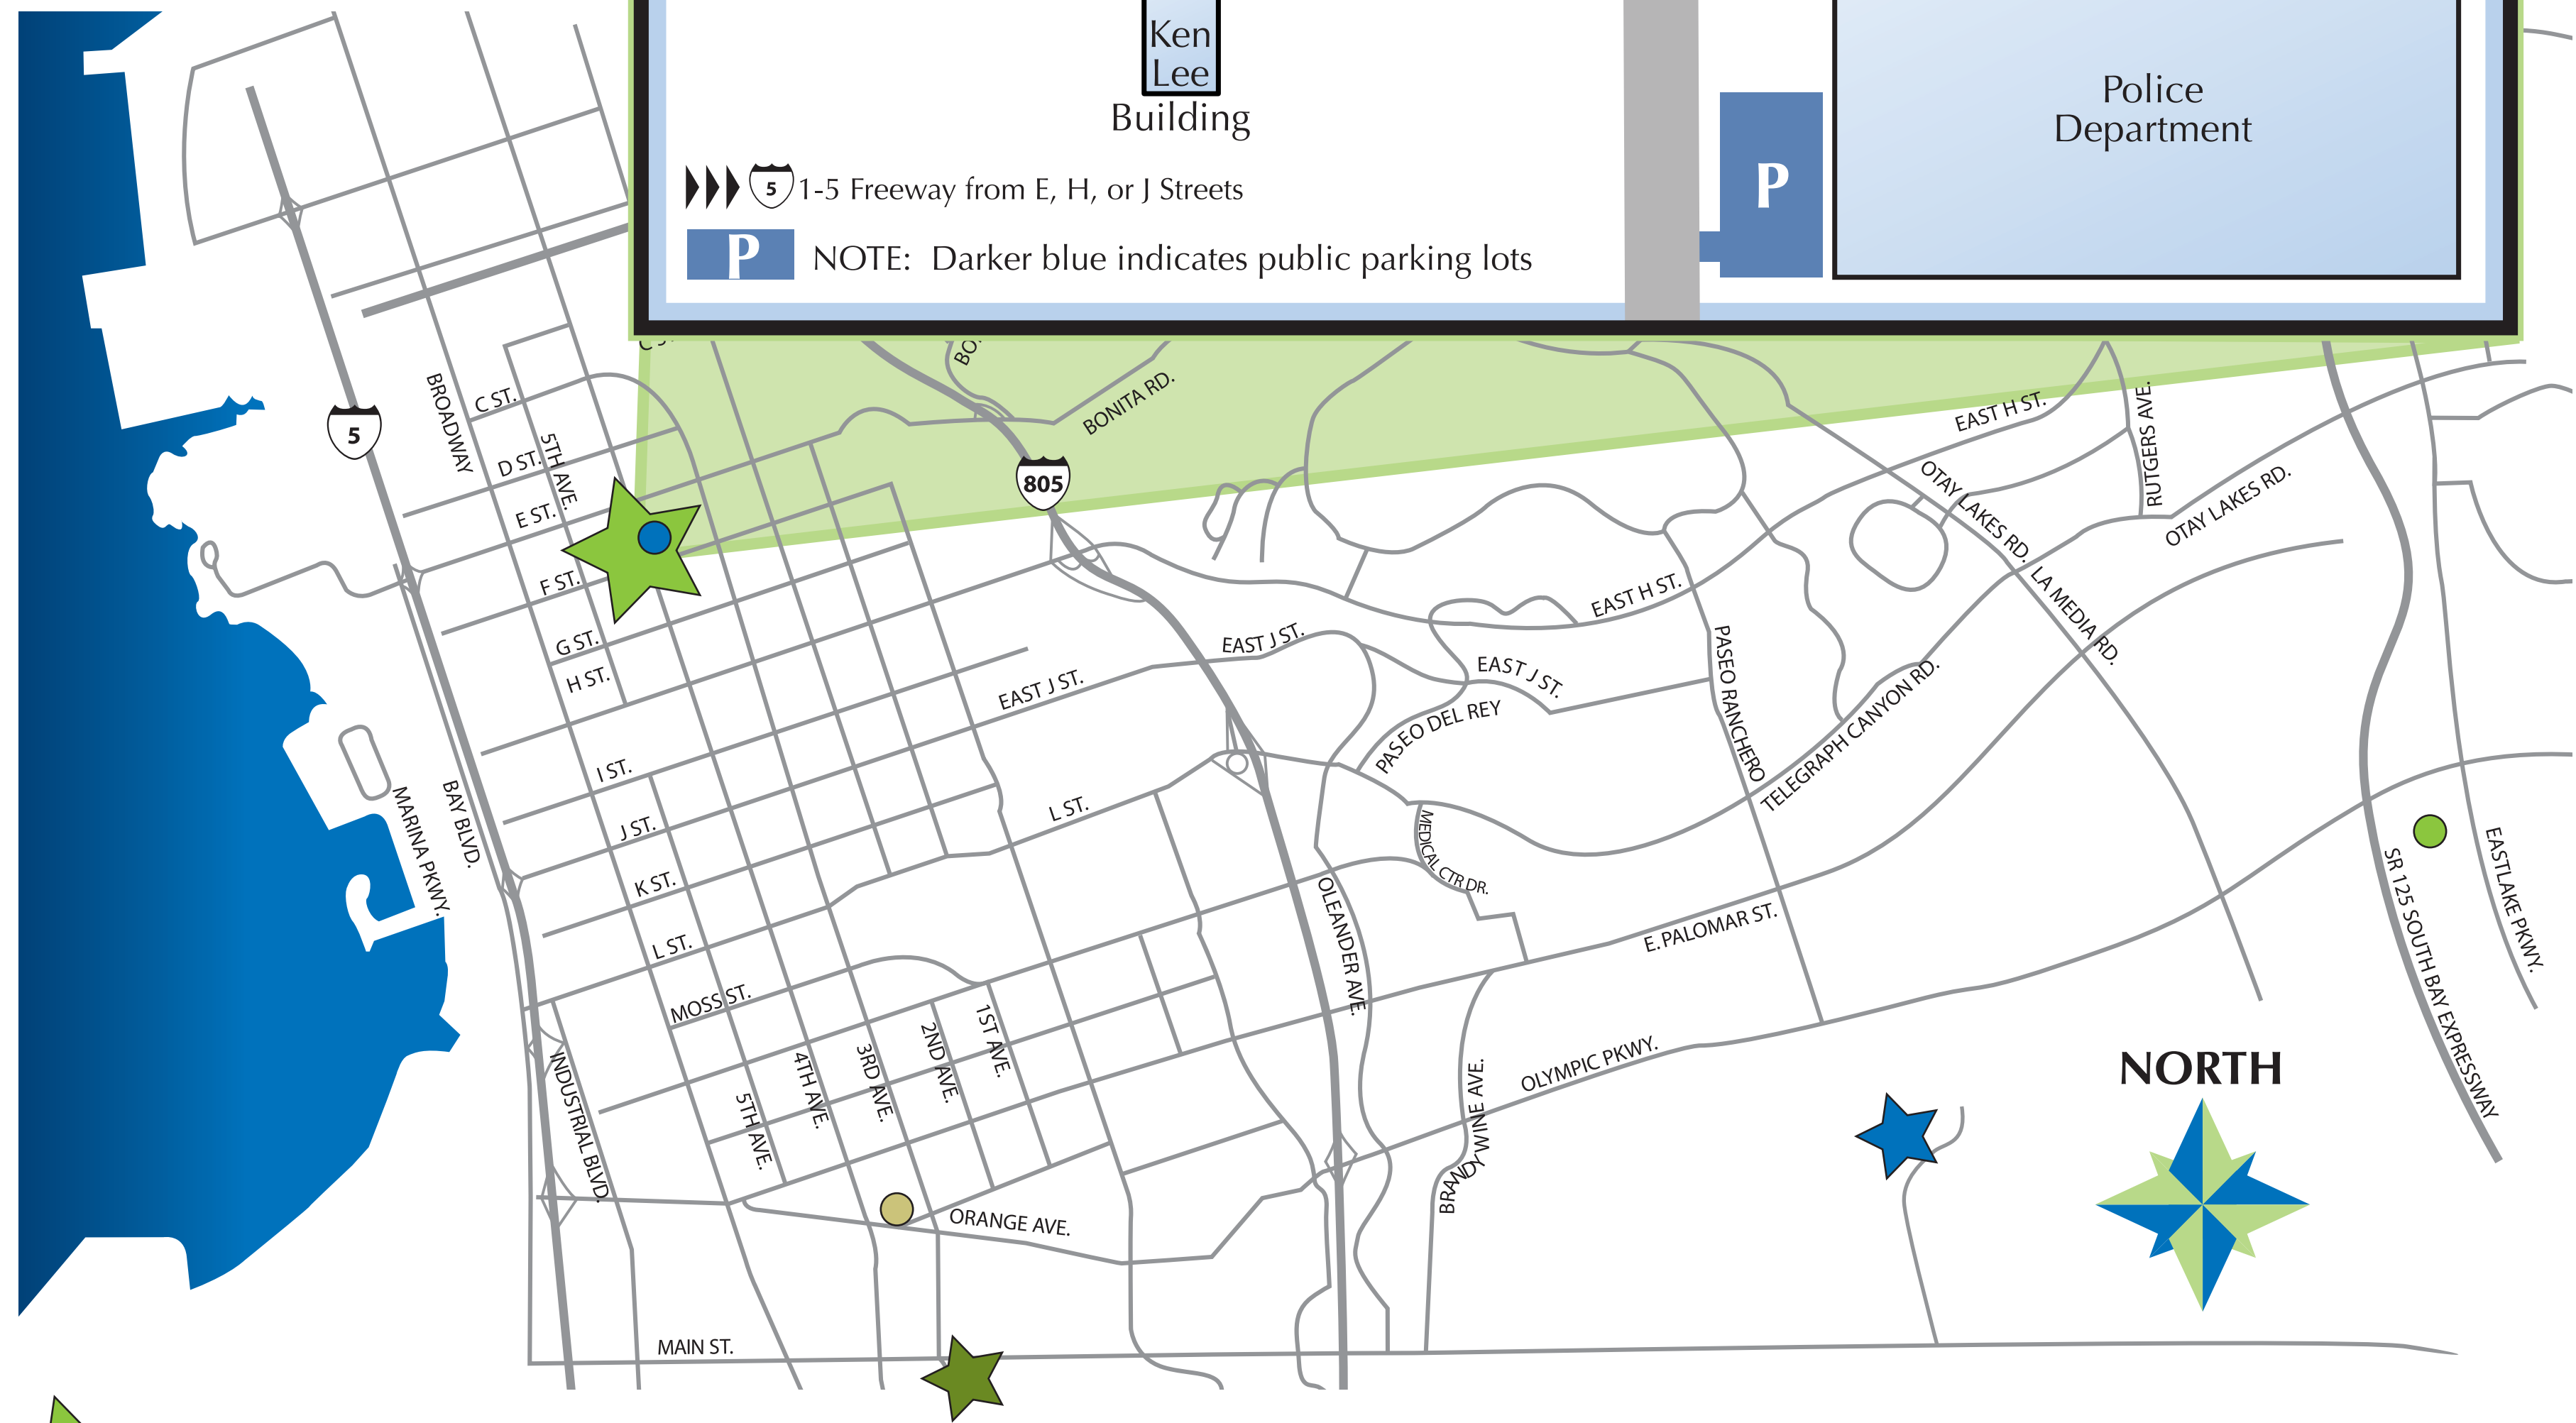 Ken
Lee
Building
Police
Department
P
5 1-5 Freeway from E, H, or J Streets
P NOTE: Darker blue indicates public parking lots
BONITA RD.
BROADWAY
C ST.
5TH AVE.
D ST.
E ST.
F ST.
G ST.
H ST.
I ST.
J ST.
K ST.
L ST.
MOSS ST.
5
805
EAST H ST.
RUTGERS AVE.
OTAY LAKES RD.
OTAY LAKES RD.
LA MEDIA RD.
EAST H ST.
EAST J ST.
EAST J ST.
EAST J ST.
PASEO DEL REY
PASEO RANCHERO
TELEGRAPH CANYON RD.
L ST.
MEDICAL CTR DR.
OLEANDER AVE.
E. PALOMAR ST.
BAY BLVD.
MARINA PKWY.
INDUSTRIAL BLVD.
5TH AVE.
4TH AVE.
3RD AVE.
2ND AVE.
1ST AVE.
ORANGE AVE.
BRANDYWINE AVE.
OLYMPIC PKWY.
SR 125 SOUTH BAY EXPRESSWAY
EASTLAKE PKWY.
NORTH
MAIN ST.